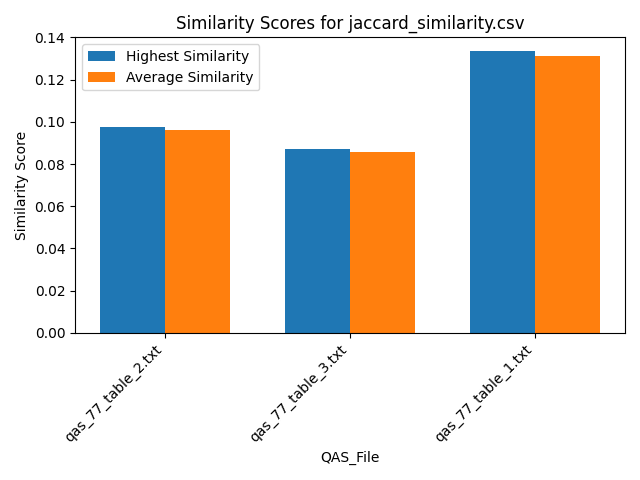 Similarity Scores for jaccard_similarity.csv
Highest Similarity
Average Similarity
Similarity Score
0.14
0.12
0.10
0.08
0.06
0.04
0.02
0.00
qas_77_table_2.txt
qas_77_table_3.txt
qas_77_table_1.txt
QAS_File